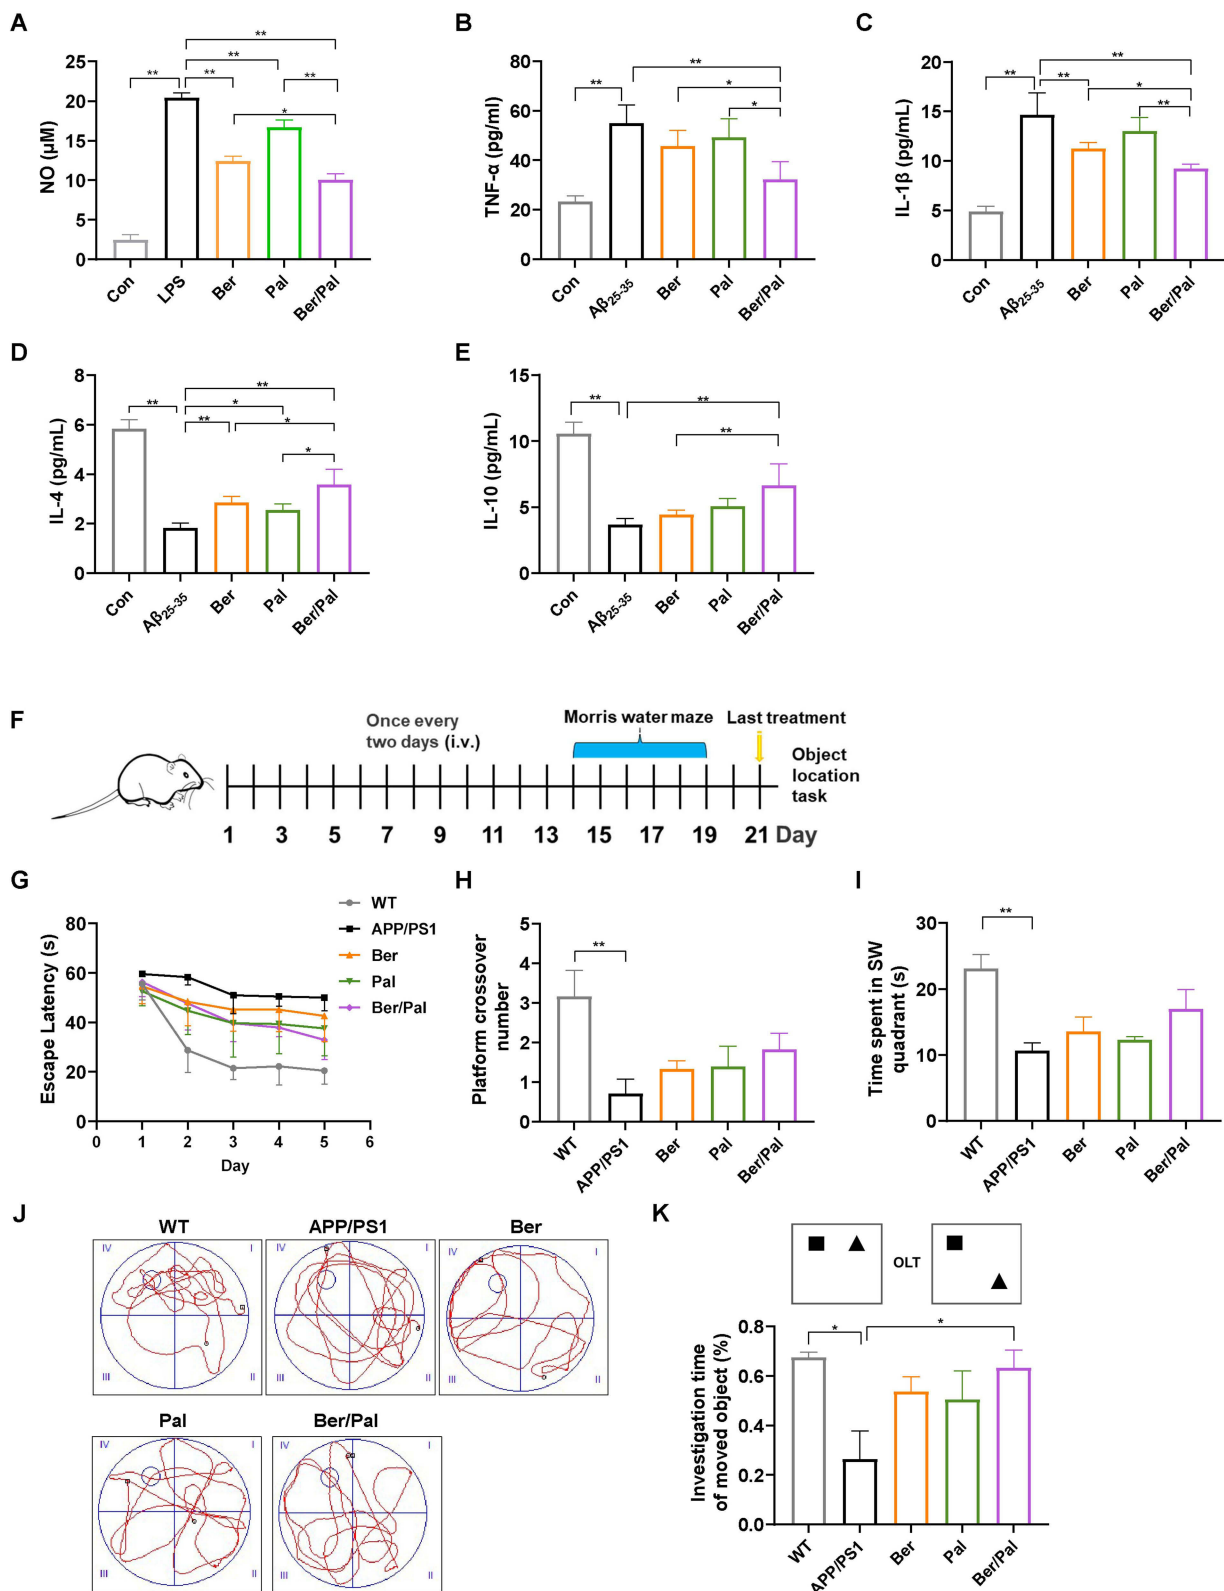 A
NO (μM)
25
20
15
10
5
0
**
**
**
**
**
*
Con
LPS
Ber
Pal
Ber/Pal
B
TNF-α (pg/ml)
80
60
40
20
0
**
**
*
*
Con
Aβ25-35
Ber
Pal
Ber/Pal
C
IL-1β (pg/mL)
20
15
10
5
0
**
**
**
*
**
Con
Aβ25-35
Ber
Pal
Ber/Pal
D
IL-4 (pg/mL)
8
6
4
2
0
**
**
*
**
*
*
Con
Aβ25-35
Ber
Pal
Ber/Pal
E
IL-10 (pg/mL)
15
10
5
0
**
**
**
Con
Aβ25-35
Ber
Pal
Ber/Pal
F
Once every
two days (i.v.)
Morris water maze
Last treatment
Object
location
task
1 3 5 7 9 11 13 15 17 19 21 Day
G
Escape Latency (s)
80
60
40
20
0
0 1 2 3 4 5 6
Day
WT
APP/PS1
Ber
Pal
Ber/Pal
H
Platform crossover
number
5
4
3
2
1
0
**
WT
APP/PS1
Ber
Pal
Ber/Pal
I
Time spent in SW
quadrant (s)
30
20
10
0
**
WT
APP/PS1
Ber
Pal
Ber/Pal
J
WT
IV
I
III
II
APP/PS1
IV
I
III
II
Ber
IV
I
III
II
Pal
IV
I
III
II
Ber/Pal
IV
I
III
II
K
OLT
Investigation time
of moved object (%)
0.8
0.6
0.4
0.2
0.0
*
*
WT
APP/PS1
Ber
Pal
Ber/Pal